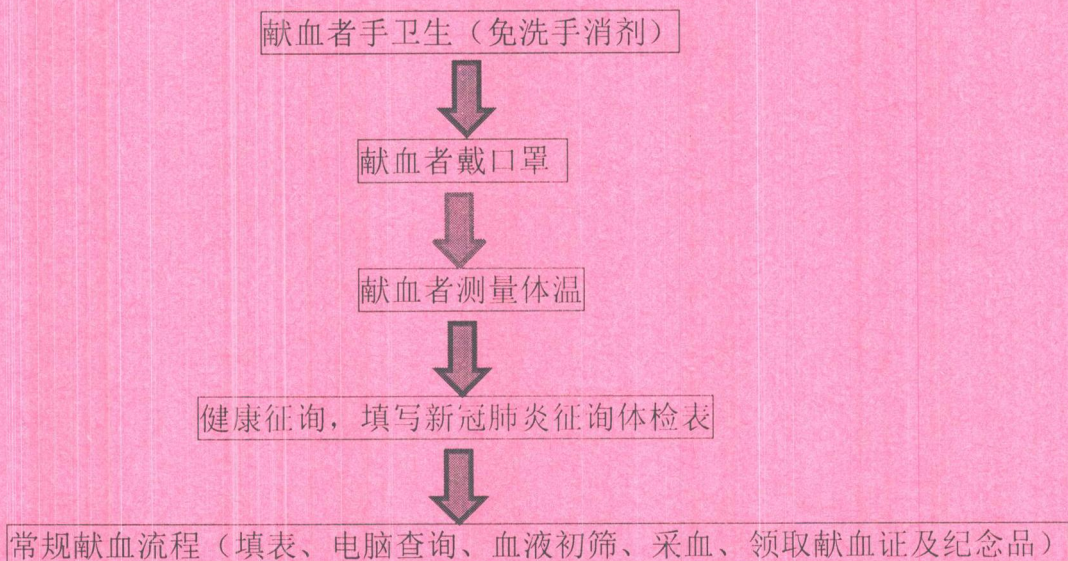 献血者手卫生（免洗手消剂）
献血者戴口罩
献血者测量体温
健康征询，填写新冠肺炎征询体检表
常规献血流程（填表、电脑查询、血液初筛、采血、领取献血证及纪念品）